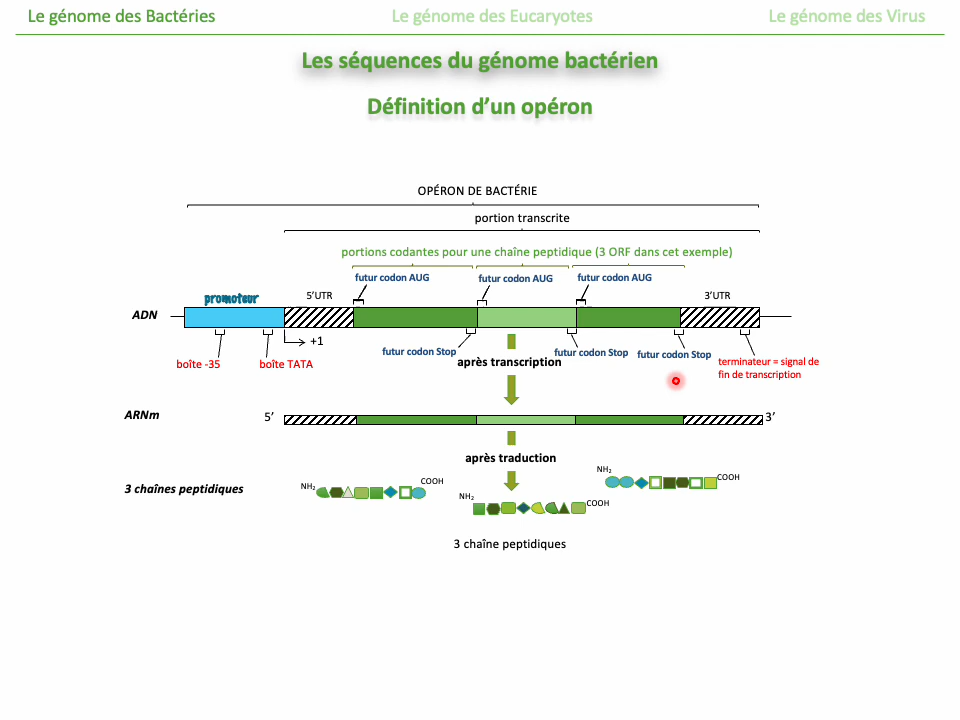 Le génome des Bactéries
Le génome des Eucaryotes
Le génome des Virus
Les séquences du génome bactérien
Définition d’un opéron
OPÉRON DE BACTÉRIE
portion transcrite
portions codantes pour une chaîne peptidique (3 ORF dans cet exemple)
futur codon AUG
futur codon AUG
futur codon AUG
promoteur
5’UTR
3’UTR
ADN
+1
boîte -35
boîte TATA
futur codon Stop
futur codon Stop
futur codon Stop
terminateur = signal de
fin de transcription
après transcription
ARNm
5’
3’
après traduction
3 chaînes peptidiques
NH₂
COOH
NH₂
COOH
NH₂
COOH
3 chaîne peptidiques